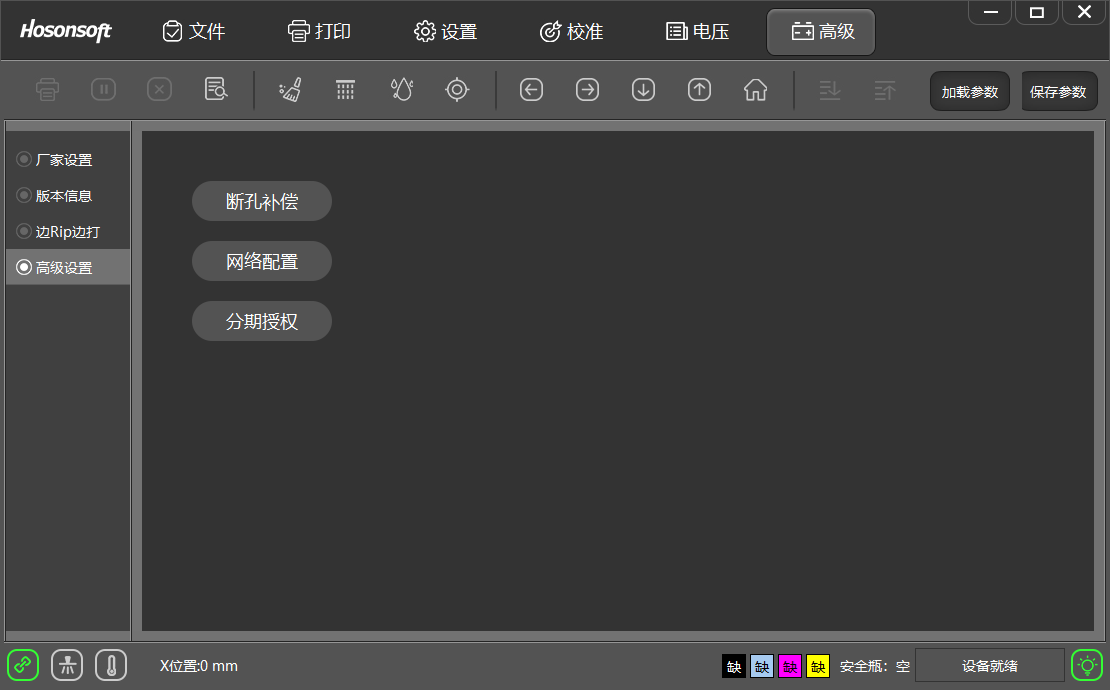 Hosonsoft 文件 打印 设置 校准 电压 高级
加载参数 保存参数
厂家设置
版本信息
边Rip边打
高级设置
断孔补偿
网络配置
分期授权
X位置:0 mm 缺 缺 缺 缺 安全瓶：空 设备就绪